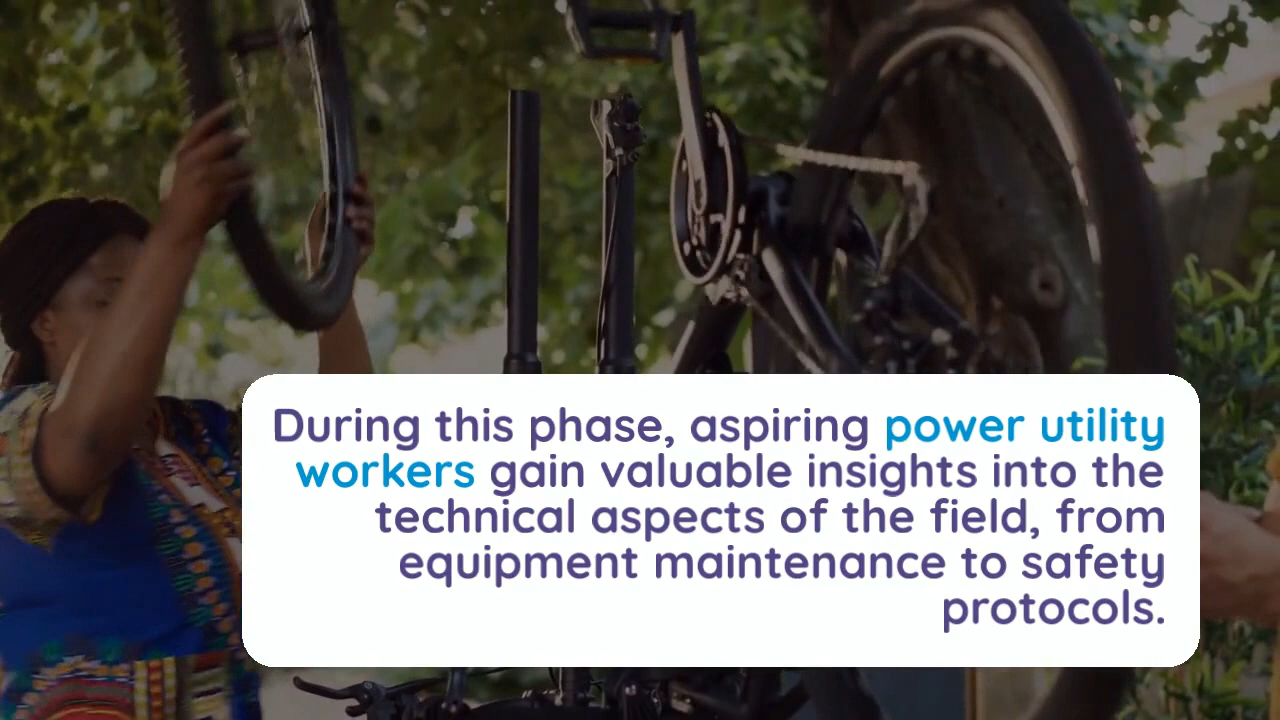 During this phase, aspiring power utility
workers gain valuable insights into the
technical aspects of the field, from
equipment maintenance to safety
protocols.